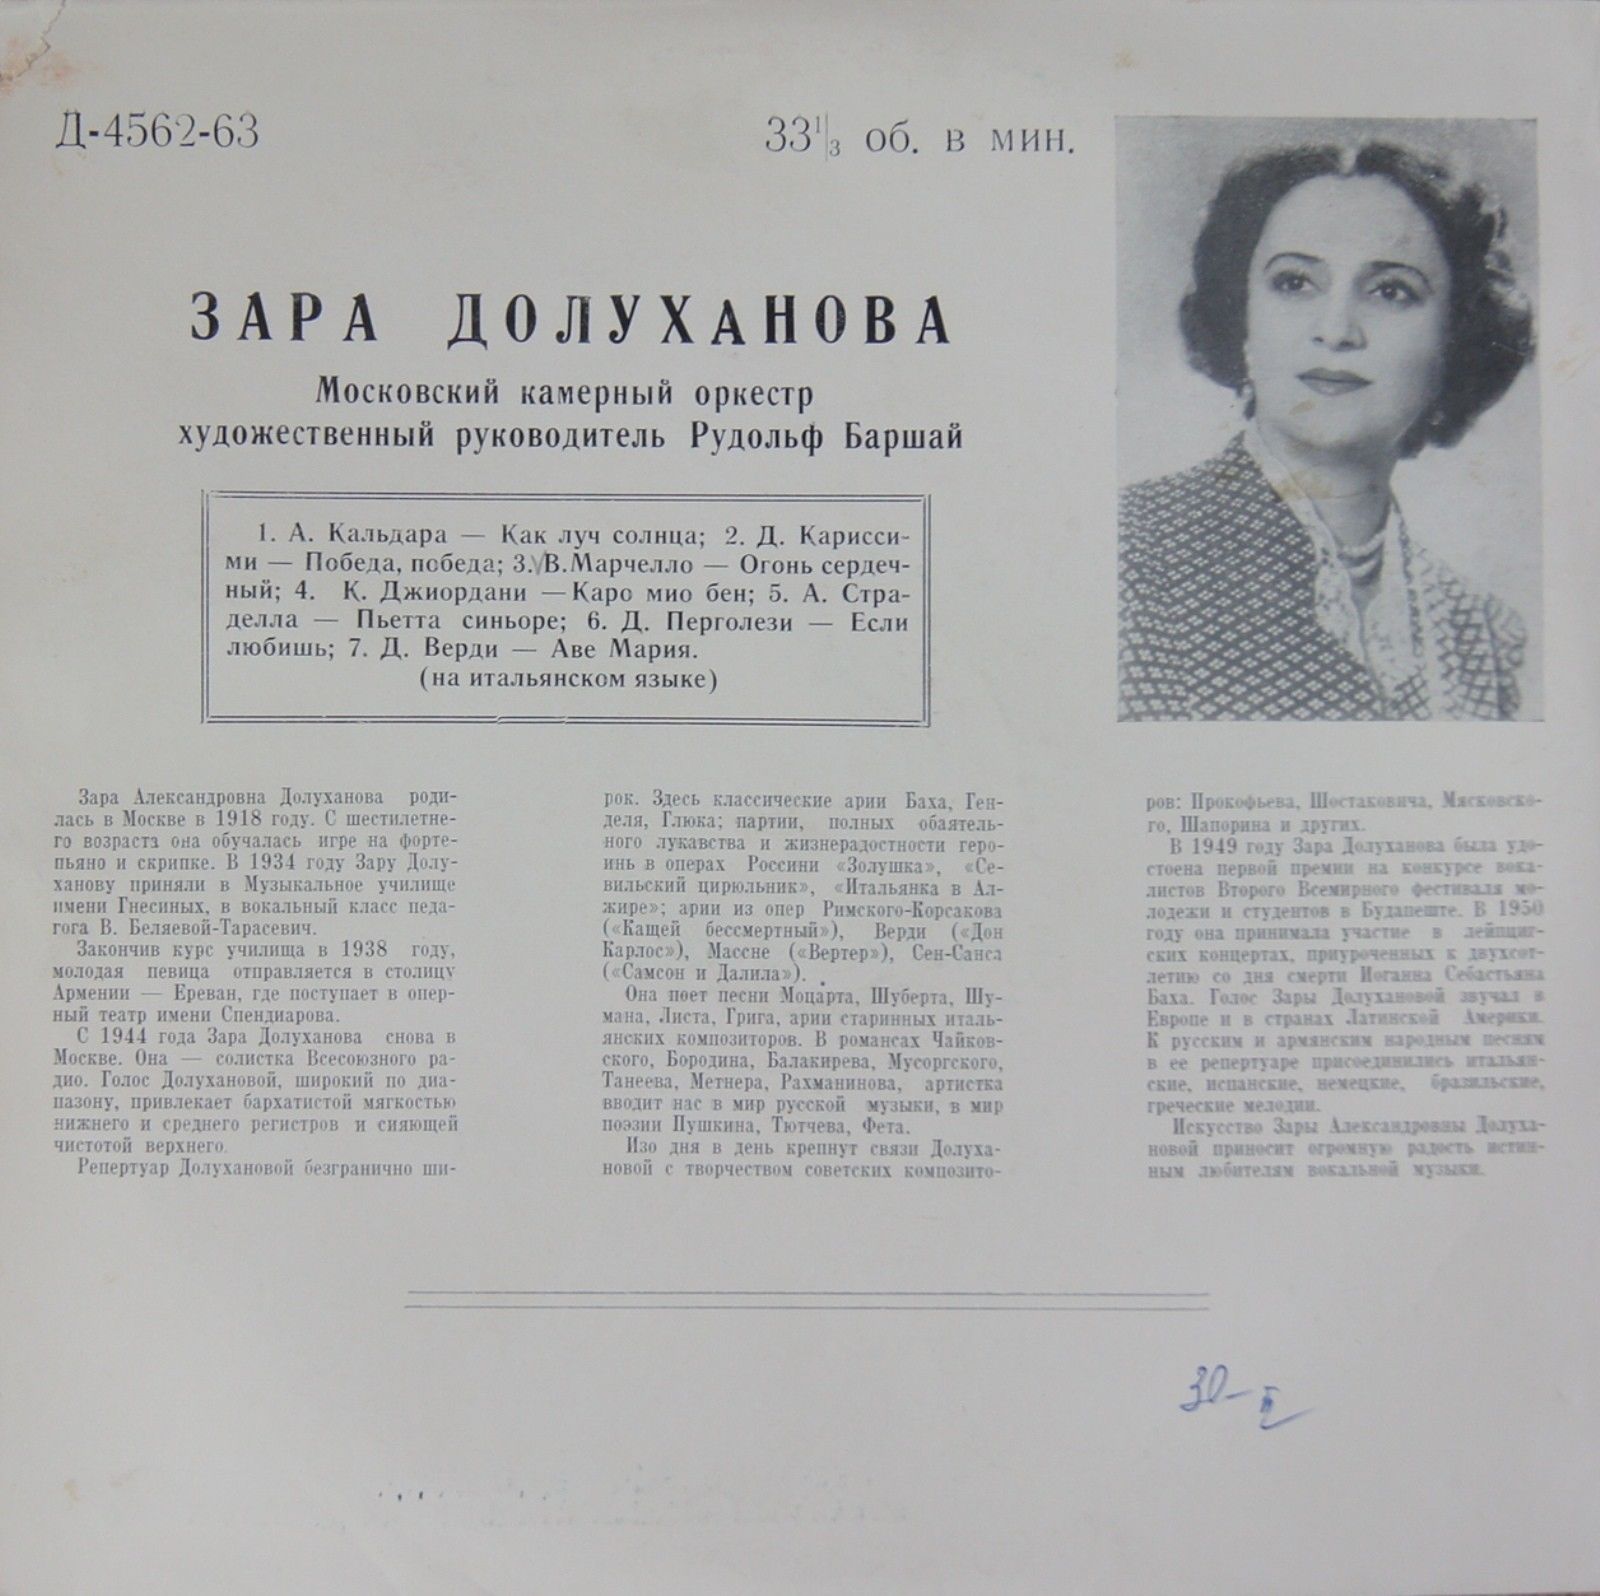 Д-4562-63
33 1/3 об. в мин.
ЗАРА ДОЛУХАНОВА
Московский камерный оркестр
художественный руководитель Рудольф Баршай
1. А. Кальдара — Как луч солнца; 2. Д. Карисси-
ми — Победа, победа; 3. В. Марчелло — Огонь сердеч-
ный; 4. К. Джиордани — Каро мио бен; 5. А. Стра-
делла — Пьетта синьоре; 6. Д. Перголези — Если
любишь; 7. Д. Верди — Аве Мария.
(на итальянском языке)
Зара Александровна Долуханова роди-
лась в Москве в 1918 году. С шестилетне-
го возраста она обучалась игре на форте-
пьяно и скрипке. В 1934 году Зару Долу-
ханову приняли в Музыкальное училище
имени Гнесиных, в вокальный класс педа-
гога В. Беляевой-Тарасевич.
Закончив курс училища в 1938 году,
молодая певица отправляется в столицу
Армении — Ереван, где поступает в опер-
ный театр имени Спендиарова.
С 1944 года Зара Долуханова снова в
Москве. Она — солистка Всесоюзного ра-
дио. Голос Долухановой, широкий по диа-
пазону, привлекает бархатистой мягкостью
нижнего и среднего регистров и сияющей
чистотой верхнего.
Репертуар Долухановой безгранично ши-
рок. Здесь классические арии Баха, Ген-
деля, Глюка; партии, полных обаятель-
ного лукавства и жизнерадостности геро-
инь в операх Россини «Золушка», «Се-
вильский цирюльник», «Итальянка в Ал-
жире»; арии из опер Римского-Корсакова
(«Кащей бессмертный»), Верди («Дон
Карлос»), Массне («Вертер»), Сен-Санса
(«Самсон и Далила»).
Она поет песни Моцарта, Шуберта, Шу-
мана, Листа, Грига, арии старинных италь-
янских композиторов. В романсах Чайков-
ского, Бородина, Балакирева, Мусоргского,
Танеева, Метнера, Рахманинова, артистка
вводит нас в мир русской музыки, в мир
поэзии Пушкина, Тютчева, Фета.
Изо дня в день крепнут связи Долуха-
новой с творчеством советских композито-
ров: Прокофьева, Шостаковича, Мясковско-
го, Шапорина и других.
В 1949 году Зара Долуханова была удо-
стоена первой премии на конкурсе вока-
листов Второго Всемирного фестиваля мо-
лодежи и студентов в Будапеште. В 1950
году она принимала участие в лейпциг-
ских концертах, приуроченных к двухсот-
летию со дня смерти Иоганна Себастьяна
Баха. Голос Зары Долухановой звучал в
Европе и в странах Латинской Америки.
К русским и армянским народным песням
в ее репертуаре присоединились итальян-
ские, испанские, немецкие, бразильские,
греческие мелодии.
Искусство Зары Александровны Долуха-
новой приносит огромную радость истин-
ным любителям вокальной музыки.